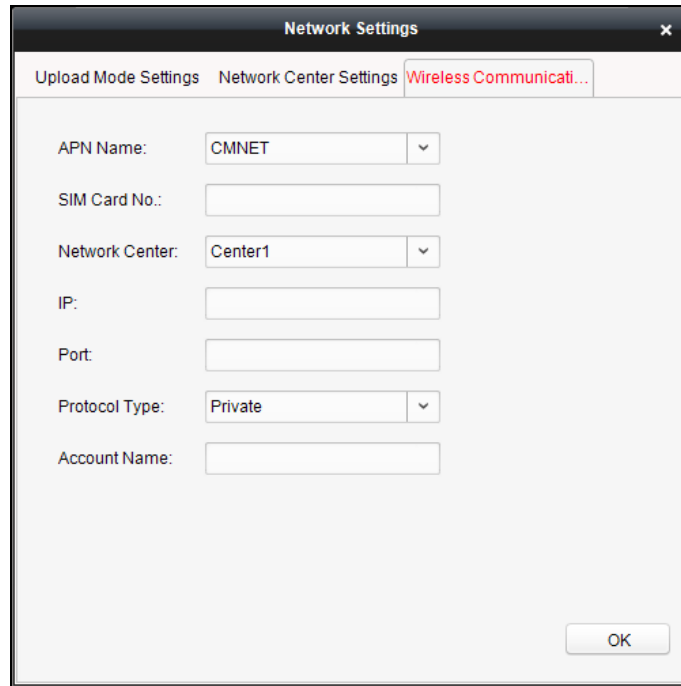 Network Settings
Upload Mode Settings Network Center Settings Wireless Communicati...
APN Name: CMNET
SIM Card No.:
Network Center: Center1
IP:
Port:
Protocol Type: Private
Account Name:
OK